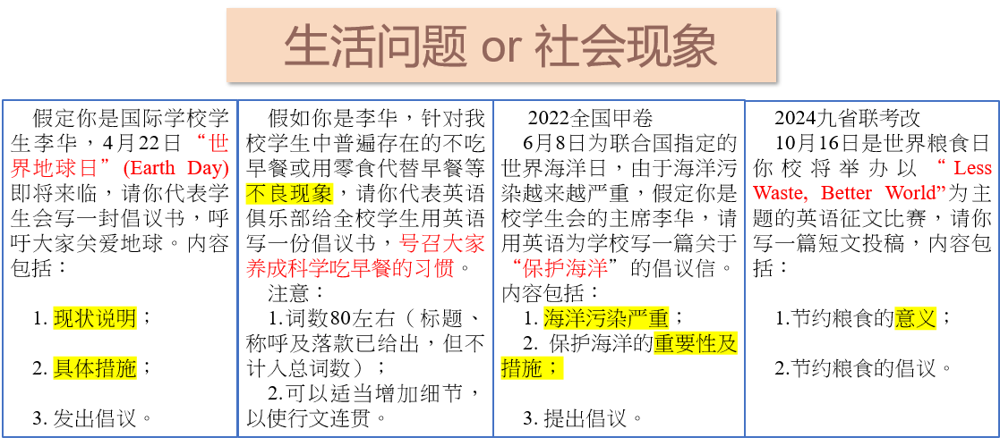 生活问题 or 社会现象
假定你是国际学校学
生李华，4月22日“世
界地球日”(Earth Day)
即将来临，请你代表学
生会写一封倡议书，呼
吁大家关爱地球。内容
包括：
1. 现状说明；
2. 具体措施；
3. 发出倡议。
假如你是李华，针对我
校学生中普遍存在的不吃
早餐或用零食代替早餐等
不良现象，请你代表英语
俱乐部给全校学生用英语
写一份倡议书，号召大家
养成科学吃早餐的习惯。
注意：
1.词数80左右（标题、
称呼及落款已给出，但不
计入总词数）；
2.可以适当增加细节，
以使行文连贯。
2022全国甲卷
6月8日为联合国指定的
世界海洋日，由于海洋污
染越来越严重，假定你是
校学生会的主席李华，请
用英语为学校写一篇关于
“保护海洋”的倡议信。
内容包括：
1. 海洋污染严重；
2. 保护海洋的重要性及
措施；
3. 提出倡议。
2024九省联考改
10月16日是世界粮食日
你校将举办以“Less
Waste, Better World”为主
题的英语征文比赛，请你
写一篇短文投稿，内容包
括：
1.节约粮食的意义；
2.节约粮食的倡议。